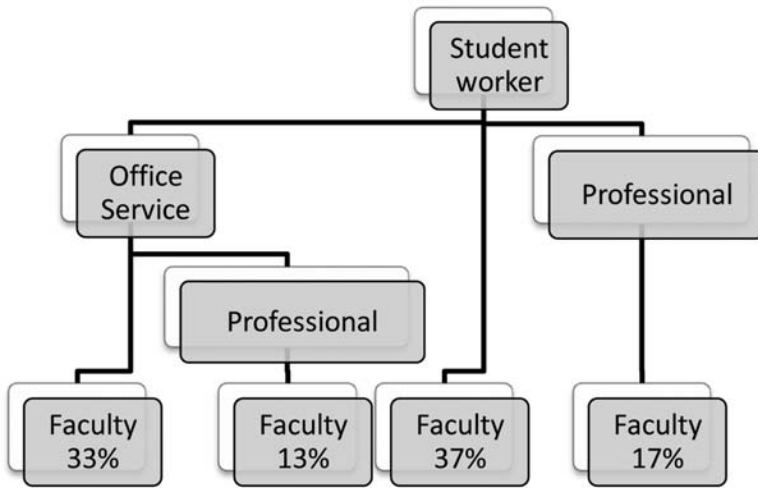 Student
worker
Office
Service
Professional
Professional
Faculty
33%
Faculty
13%
Faculty
37%
Faculty
17%